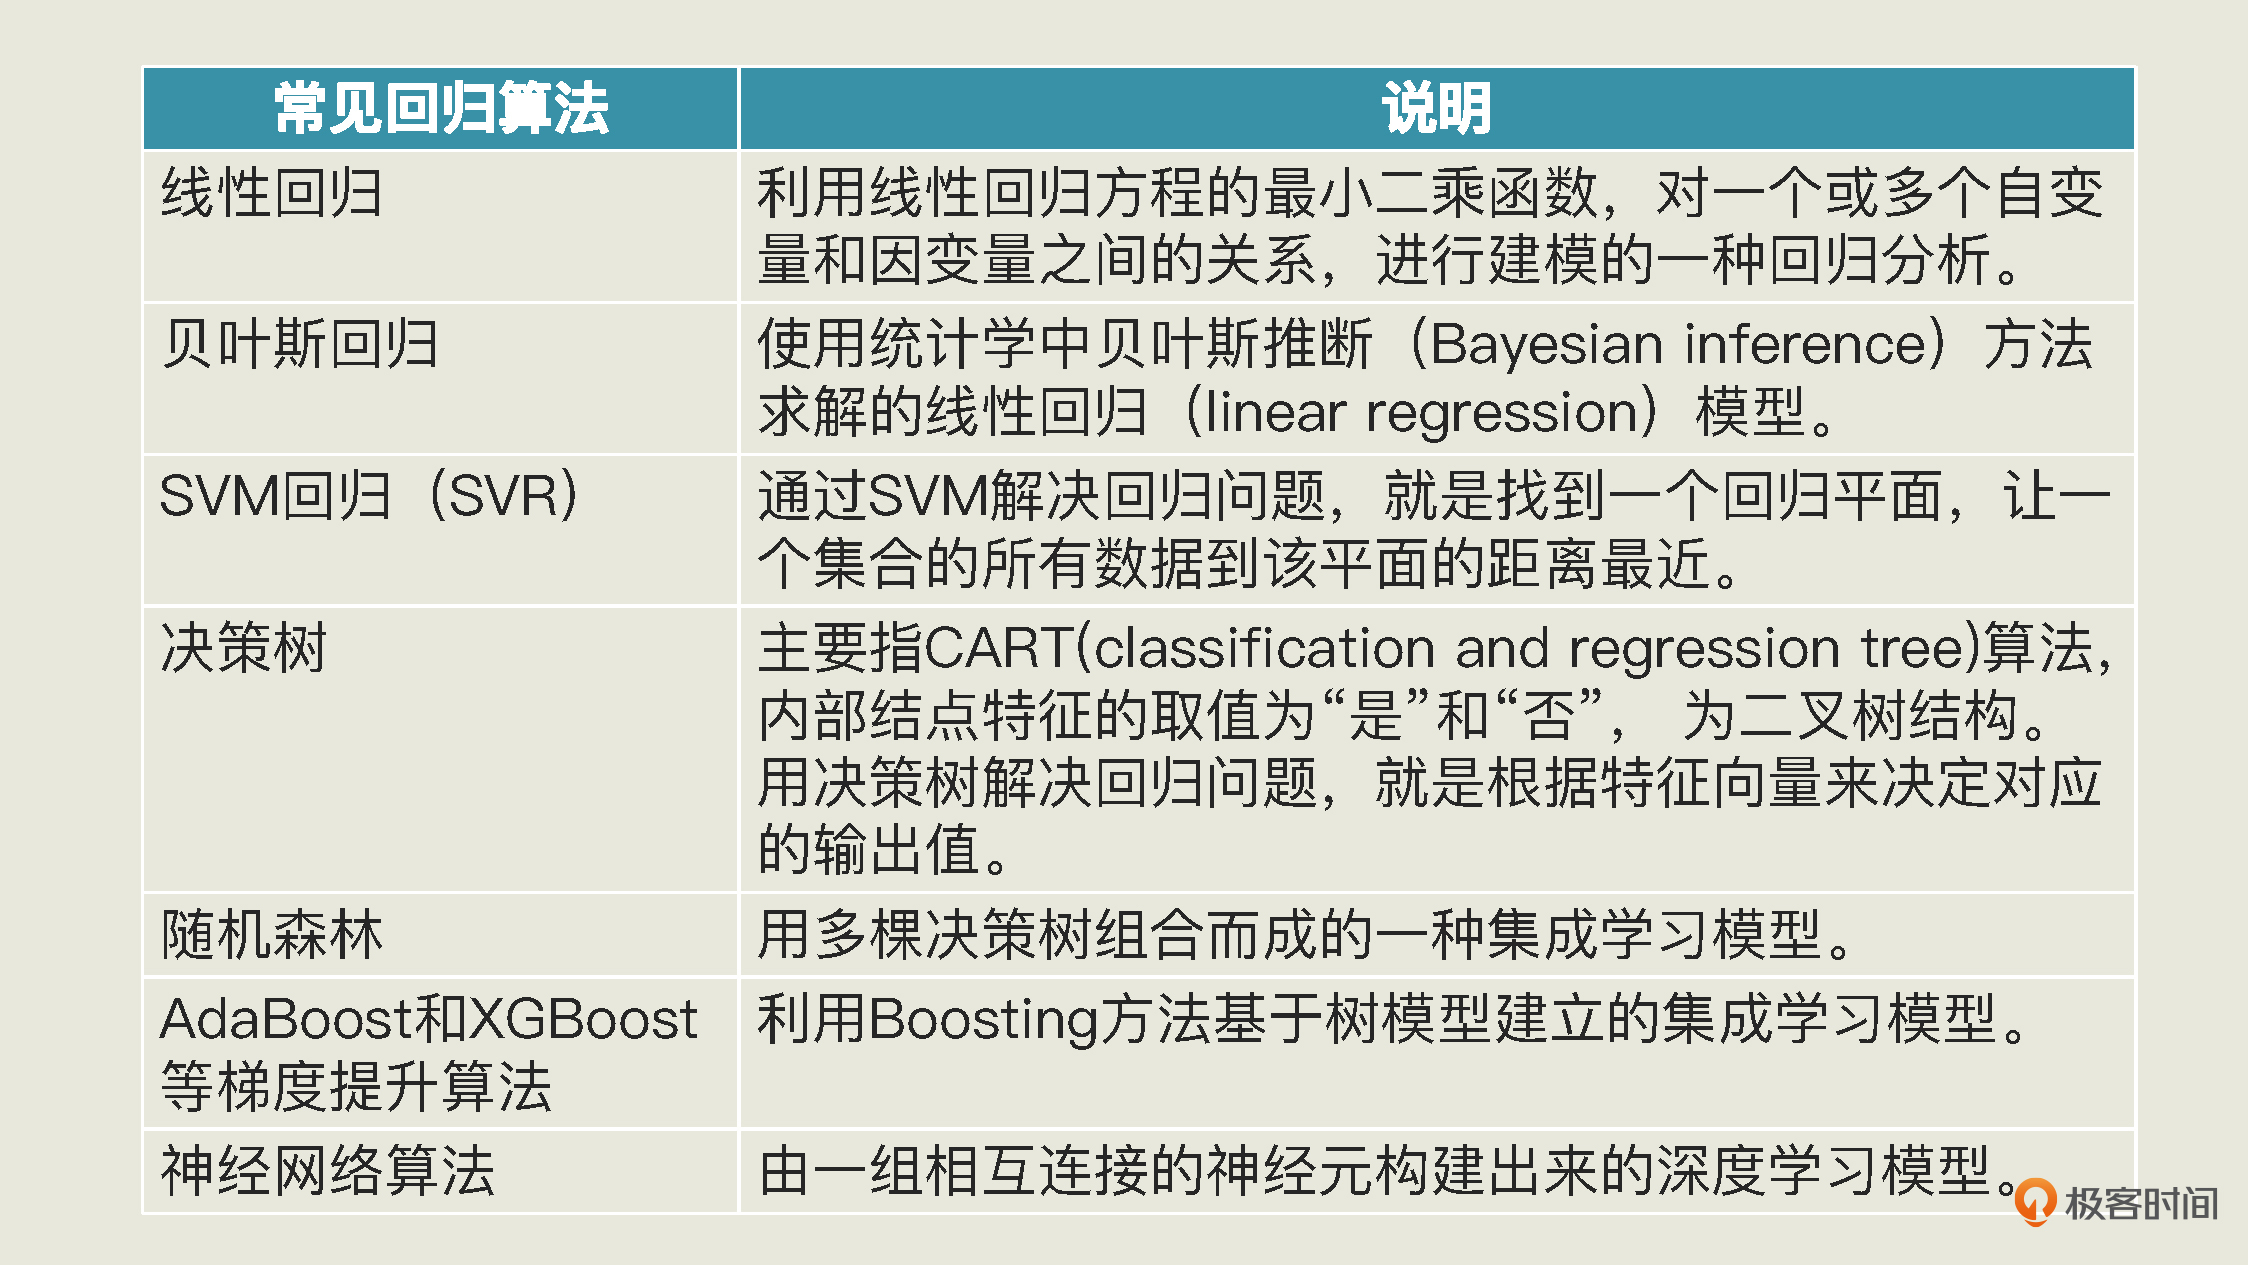 常见回归算法
说明
线性回归
利用线性回归方程的最小二乘函数，对一个或多个自变
量和因变量之间的关系，进行建模的一种回归分析。
贝叶斯回归
使用统计学中贝叶斯推断（Bayesian inference）方法
求解的线性回归（linear regression）模型。
SVM回归（SVR）
通过SVM解决回归问题，就是找到一个回归平面，让一
个集合的所有数据到该平面的距离最近。
决策树
主要指CART(classification and regression tree)算法，
内部结点特征的取值为“是”和“否”， 为二叉树结构。
用决策树解决回归问题，就是根据特征向量来决定对应
的输出值。
随机森林
用多棵决策树组合而成的一种集成学习模型。
AdaBoost和XGBoost
等梯度提升算法
利用Boosting方法基于树模型建立的集成学习模型。
神经网络算法
由一组相互连接的神经元构建出来的深度学习模型。
极客时间